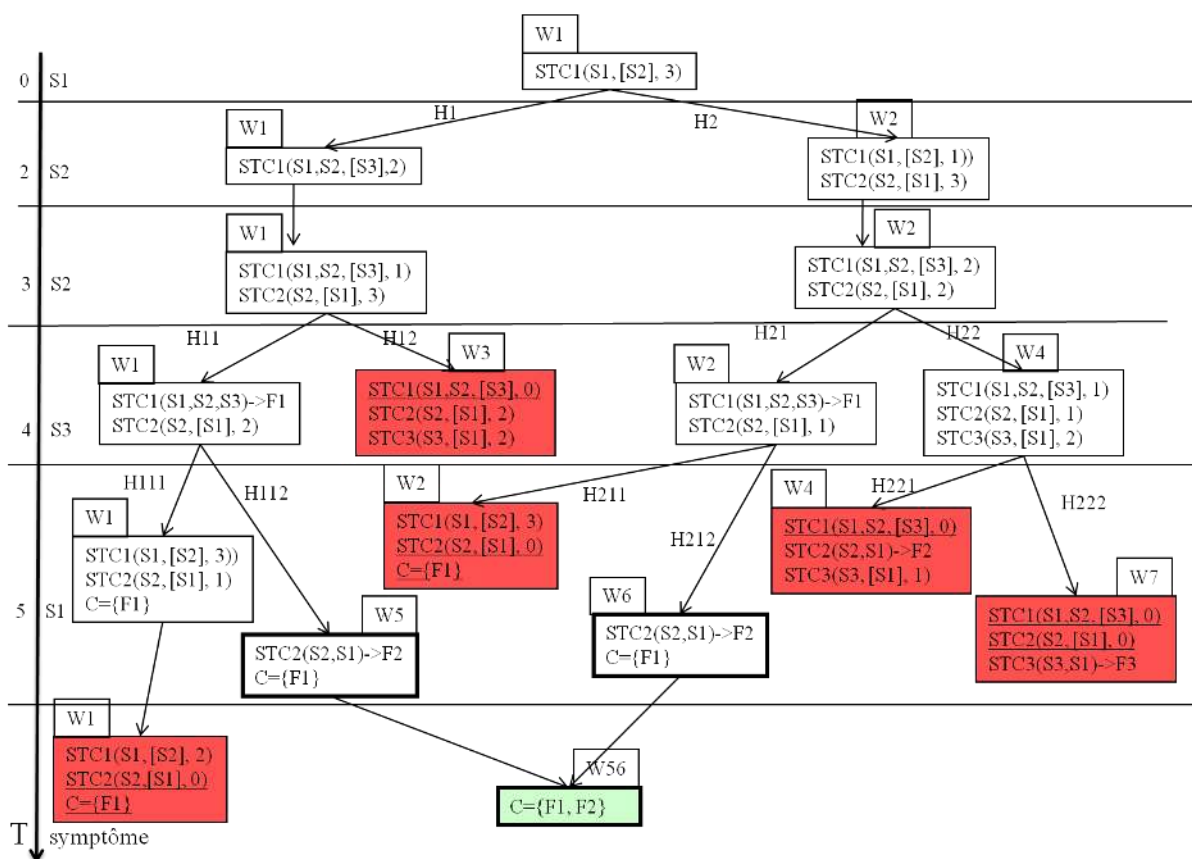 W1
0 S1
STC1(S1,[S2], 3)
H1
H2
W1
W2
2 S2
STC1(S1,S2, [S3],2)
STC1(S1, [S2], 1))
STC2(S2, [S1], 3)
W1
W2
3 S2
STC1(S1,S2, [S3], 1)
STC2(S2, [S1], 3)
STC1(S1,S2, [S3], 2)
STC2(S2, [S1], 2)
H11
H12
H21
H22
W1
W3
W2
W4
4 S3
STC1(S1,S2,S3)->F1
STC2(S2, [S1], 2)
STC1(S1,S2, [S3], 0)
STC2(S2, [S1], 2)
STC3(S3, [S1], 2)
STC1(S1,S2,S3)->F1
STC2(S2, [S1], 1)
STC1(S1,S2, [S3], 1)
STC2(S2, [S1], 1)
STC3(S3, [S1], 2)
H111
H112
H211
H212
H221
H222
5 S1
W1
STC1(S1, [S2], 3))
STC2(S2, [S1], 1)
C={F1}
W5
STC2(S2,S1)->F2
C={F1}
W2
STC1(S1, [S2], 3)
STC2(S2, [S1], 0)
C={F1}
W6
STC2(S2,S1)->F2
C={F1}
W4
STC1(S1,S2, [S3], 0)
STC2(S2,S1)->F2
STC3(S3, [S1], 1)
W7
STC1(S1,S2, [S3], 0)
STC2(S2, [S1], 0)
STC3(S3,S1)->F3
W1
STC1(S1, [S2], 2)
STC2(S2,[S1], 0)
C={F1}
W56
C={F1, F2}
T symptôme